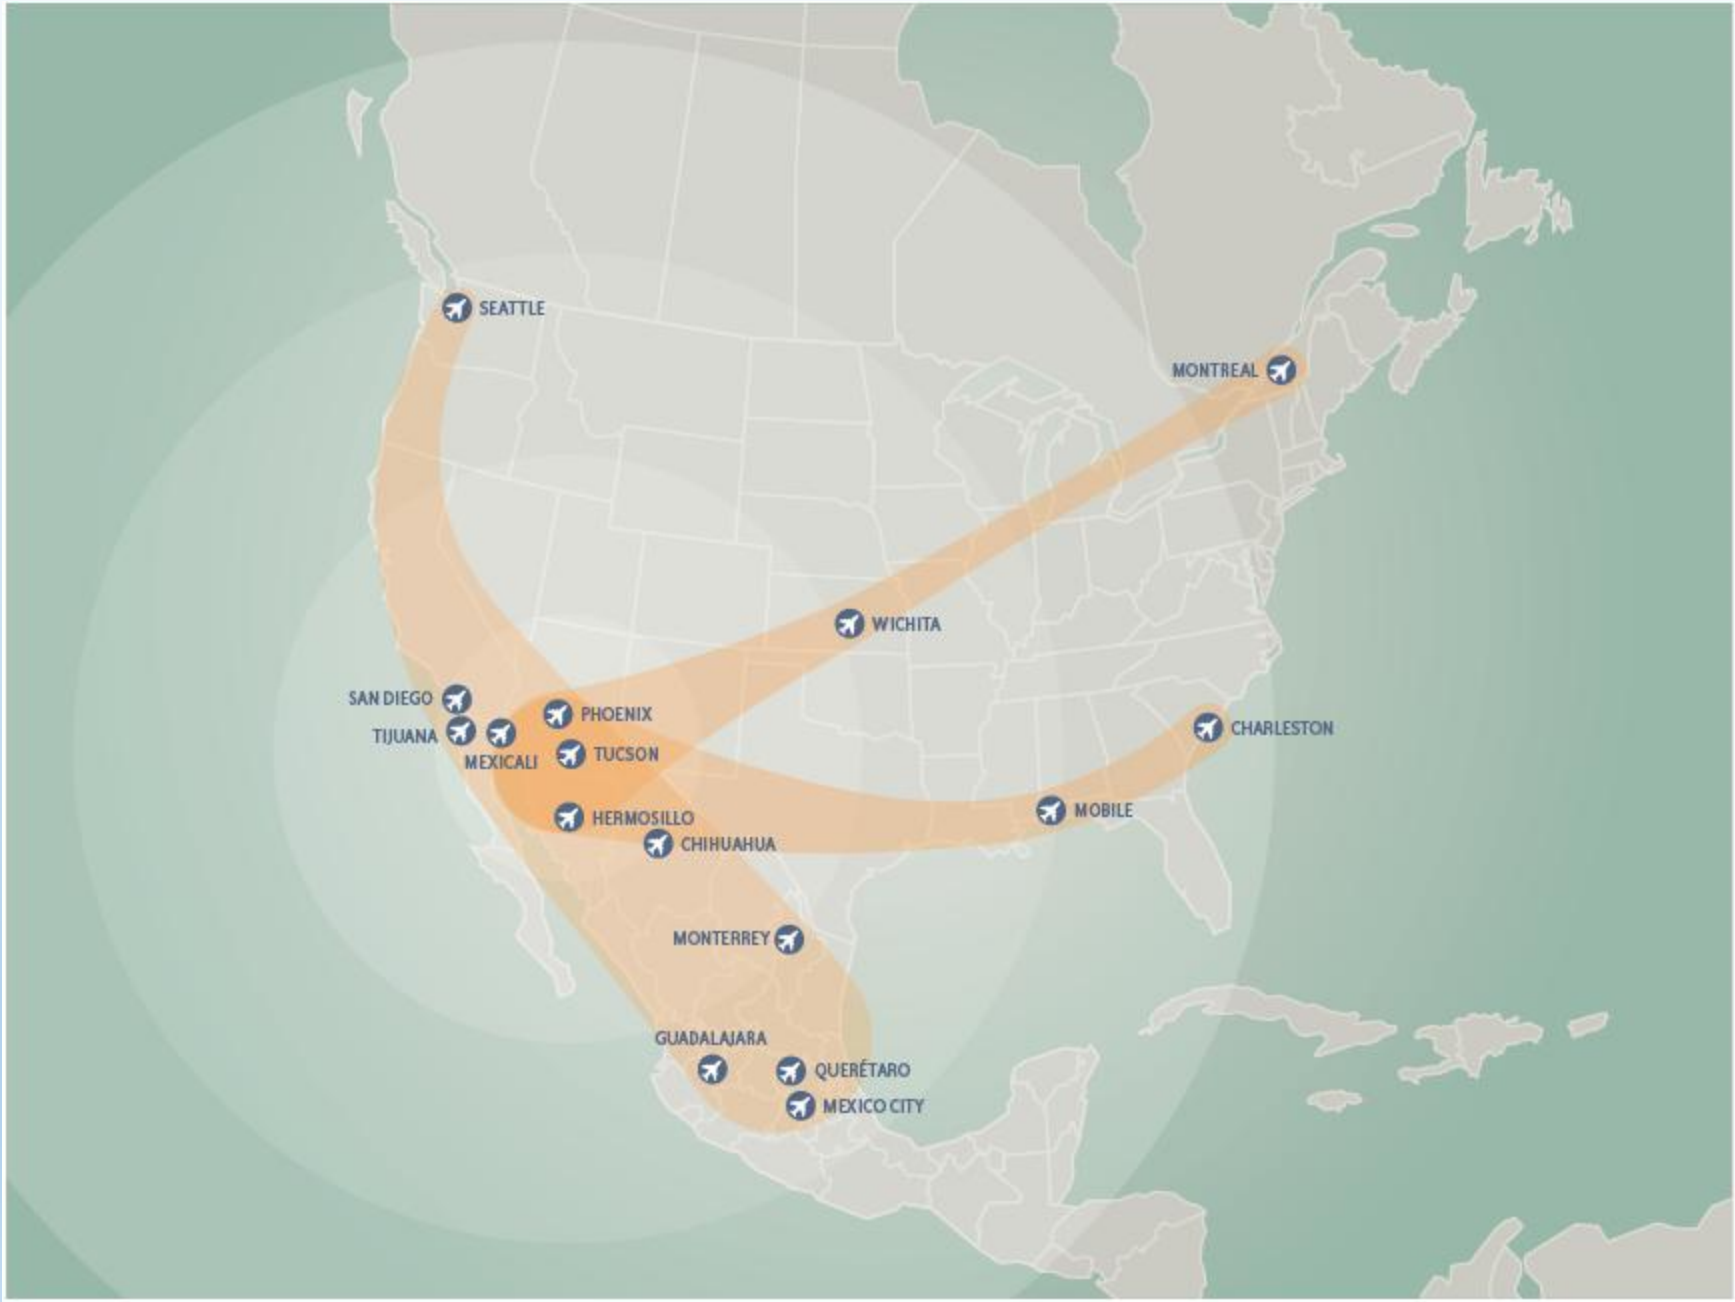 SEATTLE
MONTREAL
WICHITA
SAN DIEGO
PHOENIX
CHARLESTON
TIJUANA
TUCSON
MEXICALI
MOBILE
HERMOSILLO
CHIHUAHUA
MONTERREY
GUADALAJARA
QUERÉTARO
MEXICO CITY